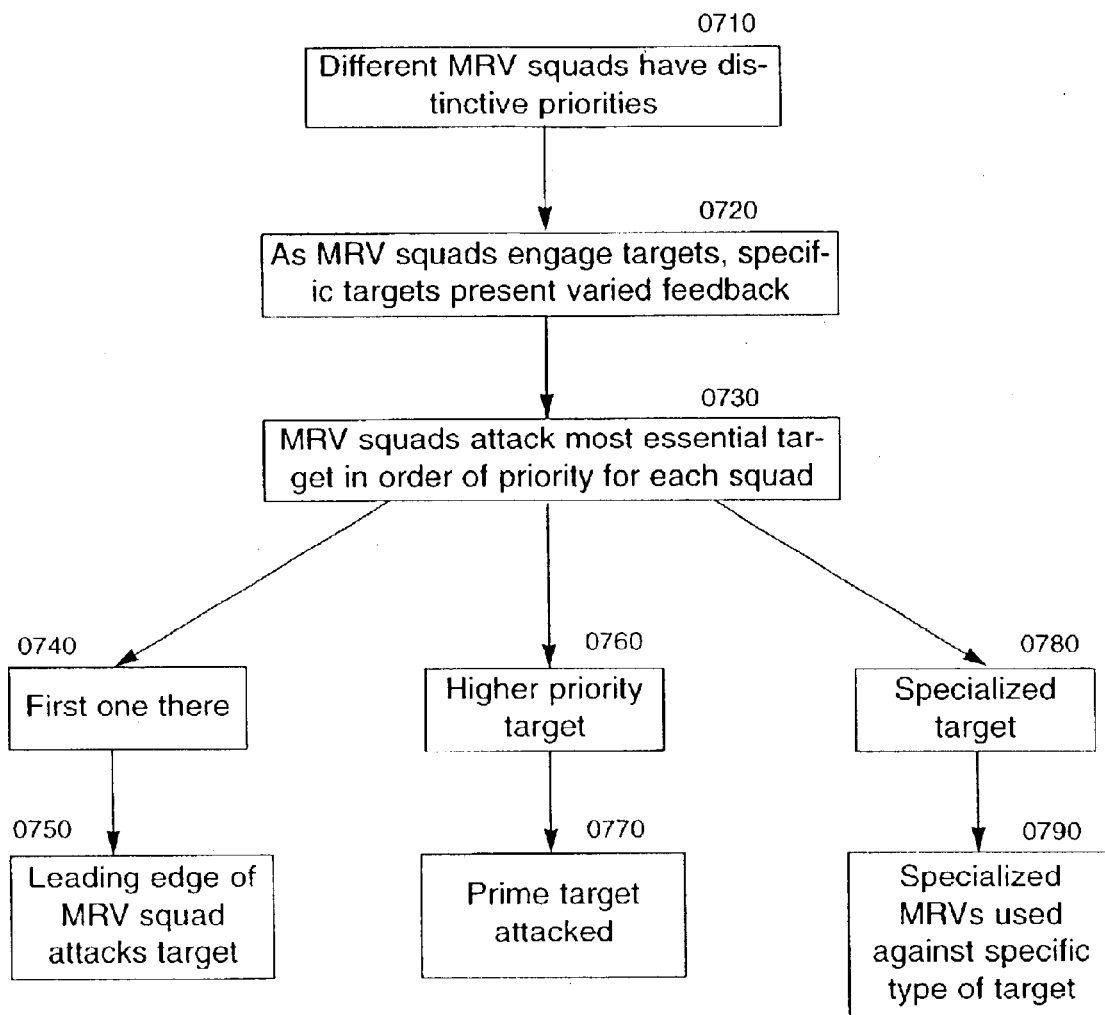 0710
Different MRV squads have dis-
tinctive priorities
0720
As MRV squads engage targets, specif-
ic targets present varied feedback
0730
MRV squads attack most essential tar-
get in order of priority for each squad
0740
First one there
0760
Higher priority
target
0780
Specialized
target
0750
Leading edge of
MRV squad
attacks target
0770
Prime target
attacked
0790
Specialized
MRVs used
against specific
type of target